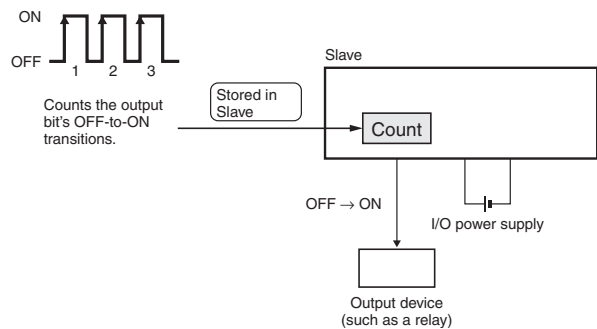 ON
OFF
1 2 3
Counts the output
bit's OFF-to-ON
transitions.
Stored in
Slave
Slave
Count
OFF → ON
I/O power supply
Output device
(such as a relay)